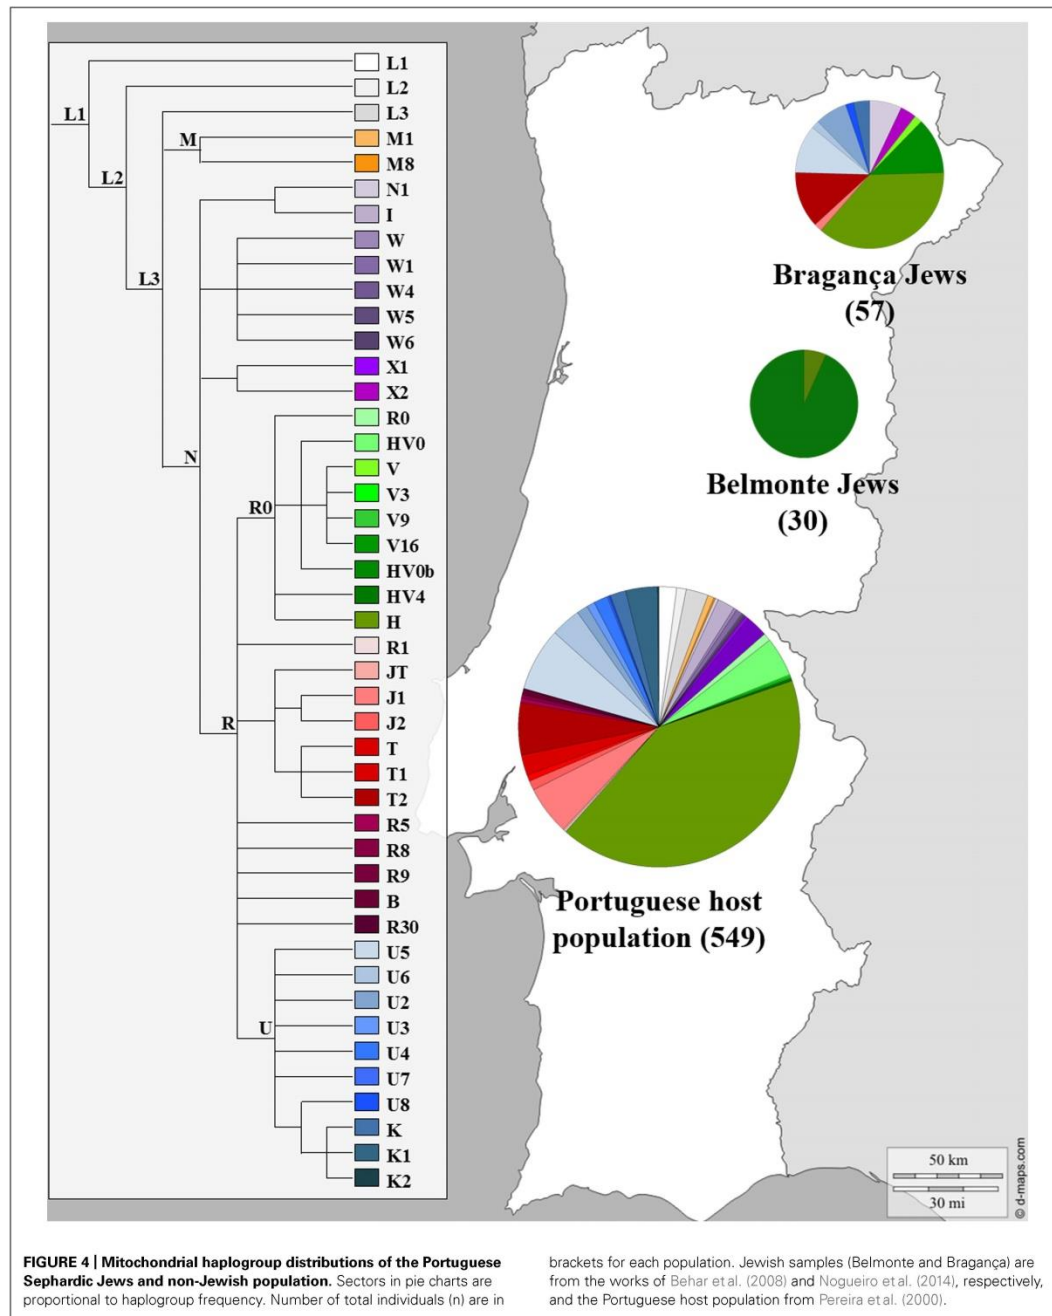 L1
L2
L3
M1
M8
N1
I
W
W1
W4
W5
W6
X1
X2
R0
HV0
V
V3
V9
V16
HV0b
HV4
H
R1
JT
J1
J2
T
T1
T2
R5
R8
R9
B
R30
U5
U6
U2
U3
U4
U7
U8
K
K1
K2
L1
L2
L3
M
N
R0
R
U
Bragança Jews
(57)
Belmonte Jews
(30)
Portuguese host
population (549)
50 km
30 mi
© d-maps.com
FIGURE 4 | Mitochondrial haplogroup distributions of the Portuguese
Sephardic Jews and non-Jewish population. Sectors in pie charts are
proportional to haplogroup frequency. Number of total individuals (n) are in
brackets for each population. Jewish samples (Belmonte and Bragança) are
from the works of Behar et al. (2008) and Nogueiro et al. (2014), respectively,
and the Portuguese host population from Pereira et al. (2000).